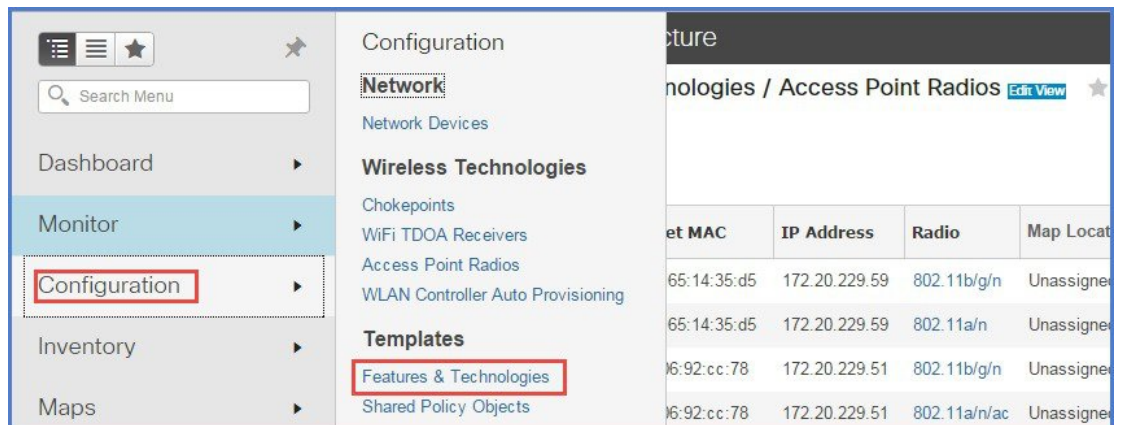 Search Menu
Dashboard
Monitor
Configuration
Inventory
Maps
Configuration
Network
Network Devices
Wireless Technologies
Chokepoints
WiFi TDOA Receivers
Access Point Radios
WLAN Controller Auto Provisioning
Templates
Features & Technologies
Shared Policy Objects
cture
nologies / Access Point Radios Edit View
et MAC IP Address Radio Map Locat
65:14:35:d5 172.20.229.59 802.11b/g/n Unassigne
65:14:35:d5 172.20.229.59 802.11a/n Unassigne
6:92:cc:78 172.20.229.51 802.11b/g/n Unassigne
6:92:cc:78 172.20.229.51 802.11a/n/ac Unassigne